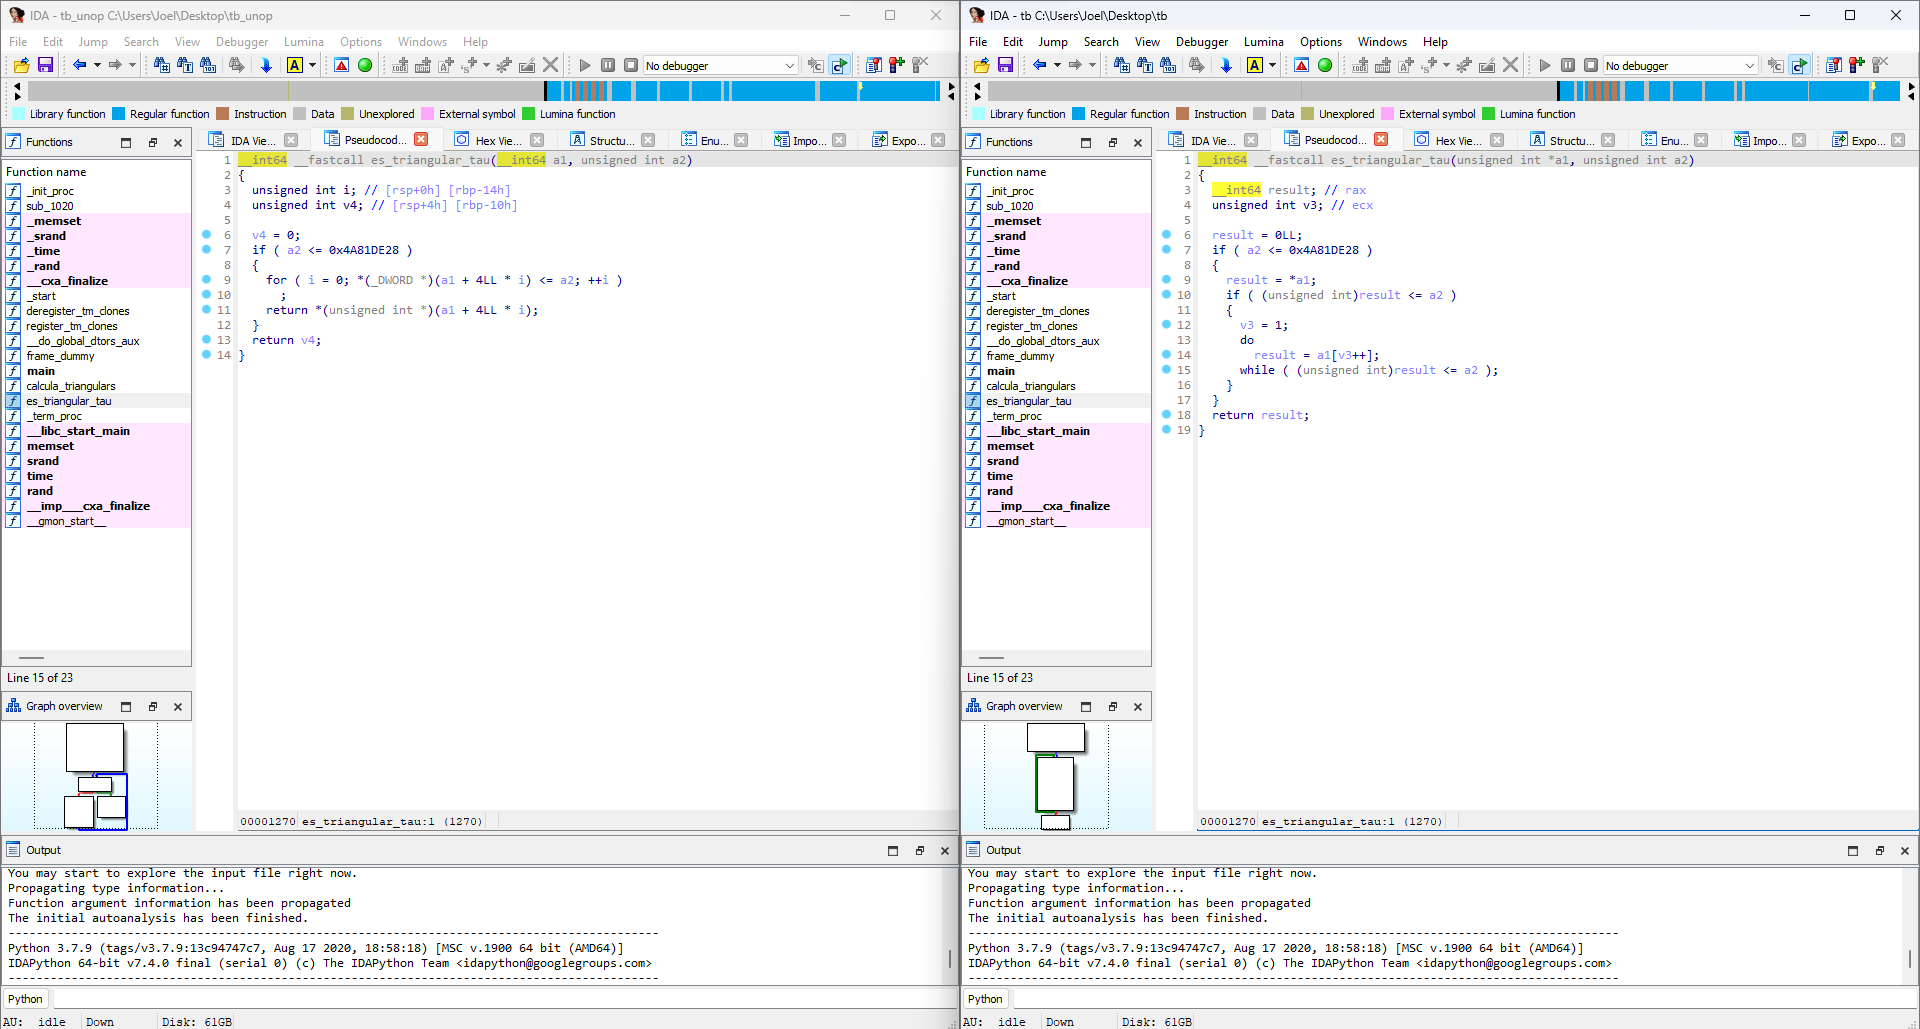 IDA - tb_unop C:\Users\Joel\Desktop\tb_unop
File Edit Jump Search View Debugger Lumina Options Windows Help
No debugger
Library function Regular function Instruction Data Unexplored External symbol Lumina function
Functions
Function name
_init_proc
sub_1020
_memset
_srand
_time
_rand
__cxa_finalize
_start
deregister_tm_clones
register_tm_clones
__do_global_dtors_aux
frame_dummy
main
calcula_triangulars
es_triangular_tau
_term_proc
__libc_start_main
memset
srand
time
rand
__imp___cxa_finalize
__gmon_start__
Line 15 of 23
Graph overview
IDA Vie... Pseudocod... Hex Vie... Structu... Enu... Impo... Expo...
1 __int64 __fastcall es_triangular_tau(__int64 a1, unsigned int a2)
2 {
3 unsigned int i; // [rsp+0h] [rbp-14h]
4 unsigned int v4; // [rsp+4h] [rbp-10h]
5
6 v4 = 0;
7 if ( a2 <= 0x4A81DE28 )
8 {
9 for ( i = 0; *(_DWORD *)(a1 + 4LL * i) <= a2; ++i )
10 ;
11 return *(unsigned int *)(a1 + 4LL * i);
12 }
13 return v4;
14 }
00001270 es_triangular_tau:1 (1270)
Output
You may start to explore the input file right now.
Propagating type information...
Function argument information has been propagated
The initial autoanalysis has been finished.
Python 3.7.9 (tags/v3.7.9:13c94747c7, Aug 17 2020, 18:58:18) [MSC v.1900 64 bit (AMD64)]
IDAPython 64-bit v7.4.0 final (serial 0) (c) The IDAPython Team <idapython@googlegroups.com>
Python
AU: idle Down Disk: 61GB
IDA - tb C:\Users\Joel\Desktop\tb
File Edit Jump Search View Debugger Lumina Options Windows Help
No debugger
Library function Regular function Instruction Data Unexplored External symbol Lumina function
Functions
Function name
_init_proc
sub_1020
_memset
_srand
_time
_rand
__cxa_finalize
_start
deregister_tm_clones
register_tm_clones
__do_global_dtors_aux
frame_dummy
main
calcula_triangulars
es_triangular_tau
_term_proc
__libc_start_main
memset
srand
time
rand
__imp___cxa_finalize
__gmon_start__
Line 15 of 23
Graph overview
IDA Vie... Pseudocod... Hex Vie... Structu... Enu... Impo... Expo...
1 __int64 __fastcall es_triangular_tau(unsigned int *a1, unsigned int a2)
2 {
3 __int64 result; // rax
4 unsigned int v3; // ecx
5
6 result = 0LL;
7 if ( a2 <= 0x4A81DE28 )
8 {
9 result = *a1;
10 if ( (unsigned int)result <= a2 )
11 {
12 v3 = 1;
13 do
14 result = a1[v3++];
15 while ( (unsigned int)result <= a2 );
16 }
17 }
18 return result;
19 }
00001270 es_triangular_tau:1 (1270)
Output
You may start to explore the input file right now.
Propagating type information...
Function argument information has been propagated
The initial autoanalysis has been finished.
Python 3.7.9 (tags/v3.7.9:13c94747c7, Aug 17 2020, 18:58:18) [MSC v.1900 64 bit (AMD64)]
IDAPython 64-bit v7.4.0 final (serial 0) (c) The IDAPython Team <idapython@googlegroups.com>
Python
AU: idle Down Disk: 61GB